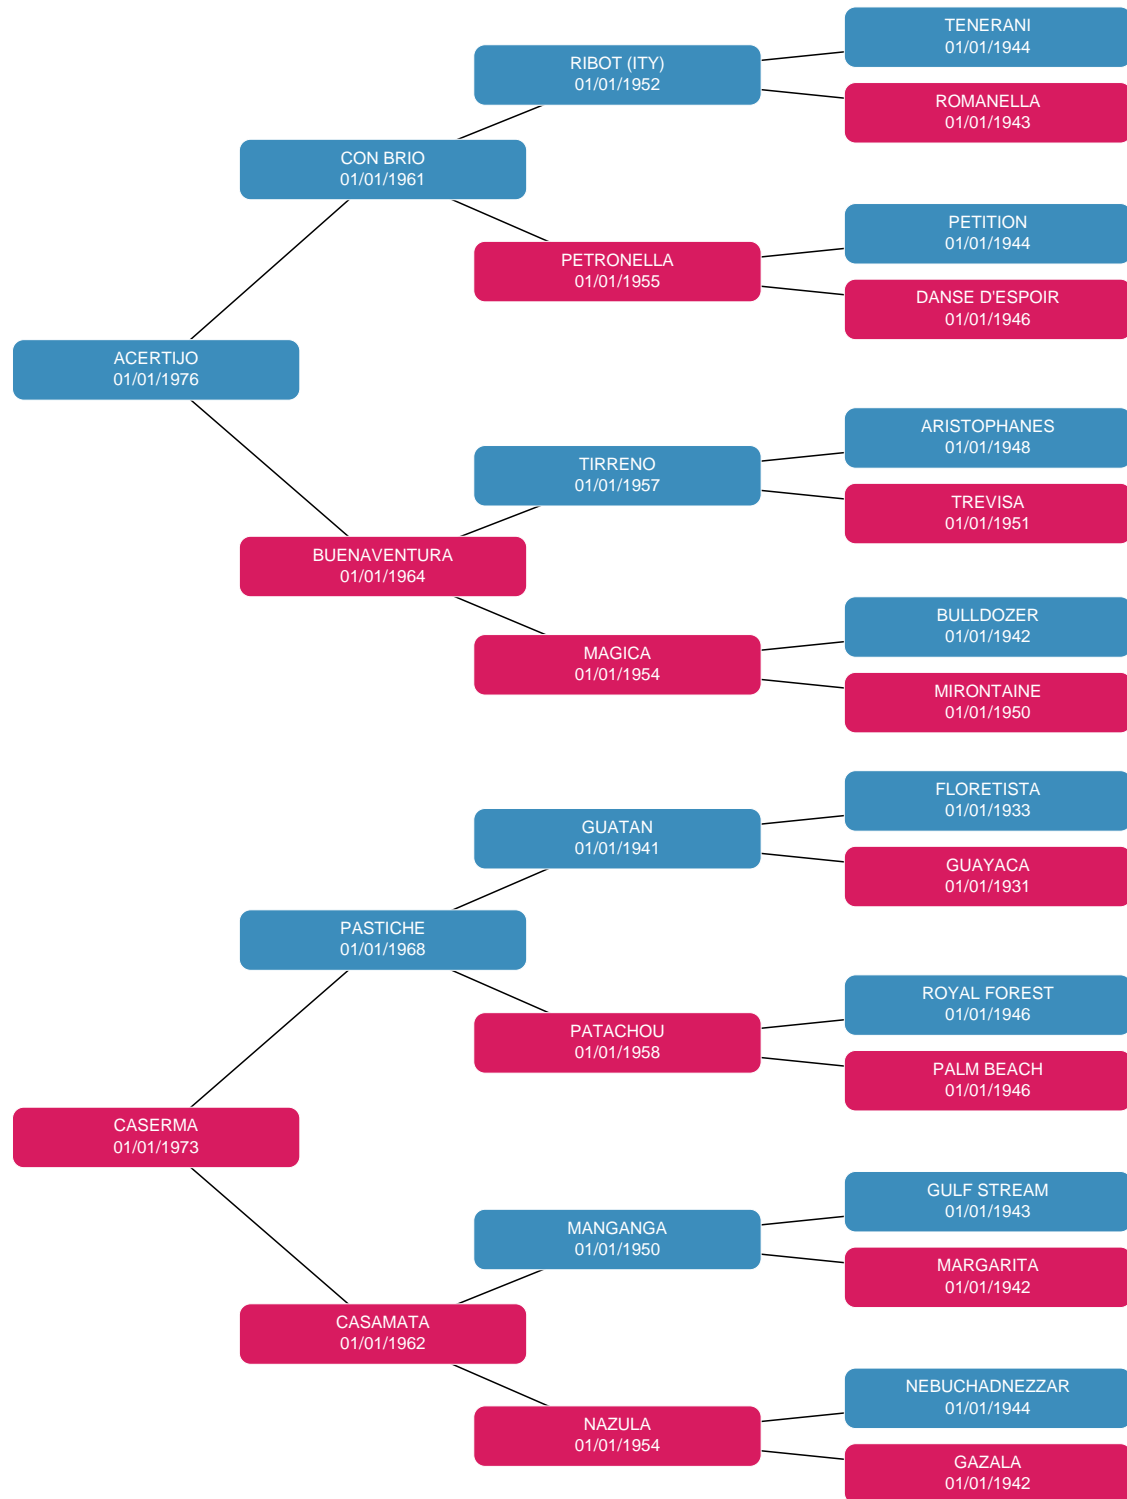 TENERANI
01/01/1944
RIBOT (ITY)
01/01/1952
ROMANELLA
01/01/1943
CON BRIO
01/01/1961
PETITION
01/01/1944
PETRONELLA
01/01/1955
DANSE D'ESPOIR
01/01/1946
ACERTIJO
01/01/1976
ARISTOPHANES
01/01/1948
TIRRENO
01/01/1957
TREVISA
01/01/1951
BUENAVENTURA
01/01/1964
BULLDOZER
01/01/1942
MAGICA
01/01/1954
MIRONTAINE
01/01/1950
FLORETISTA
01/01/1933
GUATAN
01/01/1941
GUAYACA
01/01/1931
PASTICHE
01/01/1968
ROYAL FOREST
01/01/1946
PATACHOU
01/01/1958
PALM BEACH
01/01/1946
CASERMA
01/01/1973
GULF STREAM
01/01/1943
MANGANGA
01/01/1950
MARGARITA
01/01/1942
CASAMATA
01/01/1962
NEBUCHADNEZZAR
01/01/1944
NAZULA
01/01/1954
GAZALA
01/01/1942